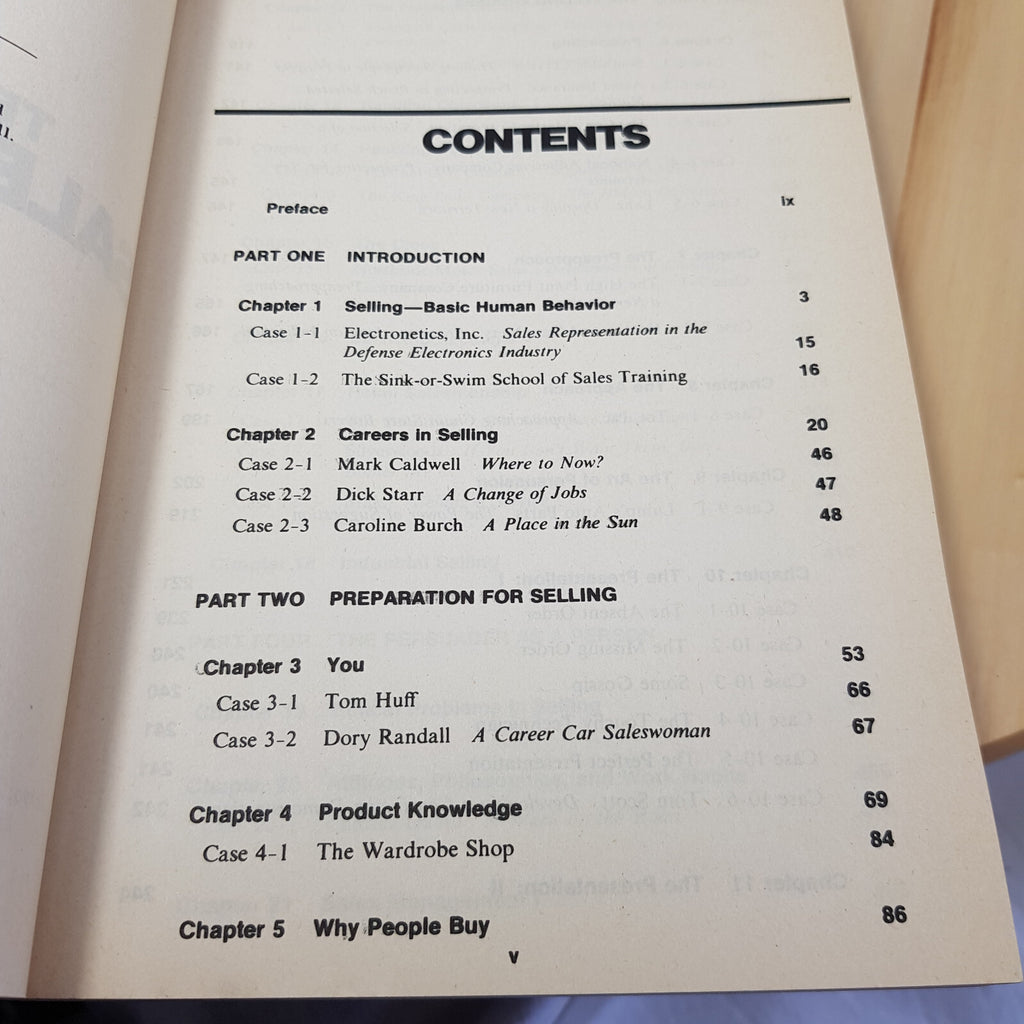 CONTENTS
Preface ix
PART ONE INTRODUCTION
Chapter 1 Selling—Basic Human Behavior 3
Case 1-1 Electronetics, Inc. Sales Representation in the
Defense Electronics Industry 15
Case 1-2 The Sink-or-Swim School of Sales Training 16
Chapter 2 Careers in Selling 20
Case 2-1 Mark Caldwell Where to Now? 46
Case 2-2 Dick Starr A Change of Jobs 47
Case 2-3 Caroline Burch A Place in the Sun 48
PART TWO PREPARATION FOR SELLING
Chapter 3 You 53
Case 3-1 Tom Huff 66
Case 3-2 Dory Randall A Career Car Saleswoman 67
Chapter 4 Product Knowledge 69
Case 4-1 The Wardrobe Shop 84
Chapter 5 Why People Buy 86
v